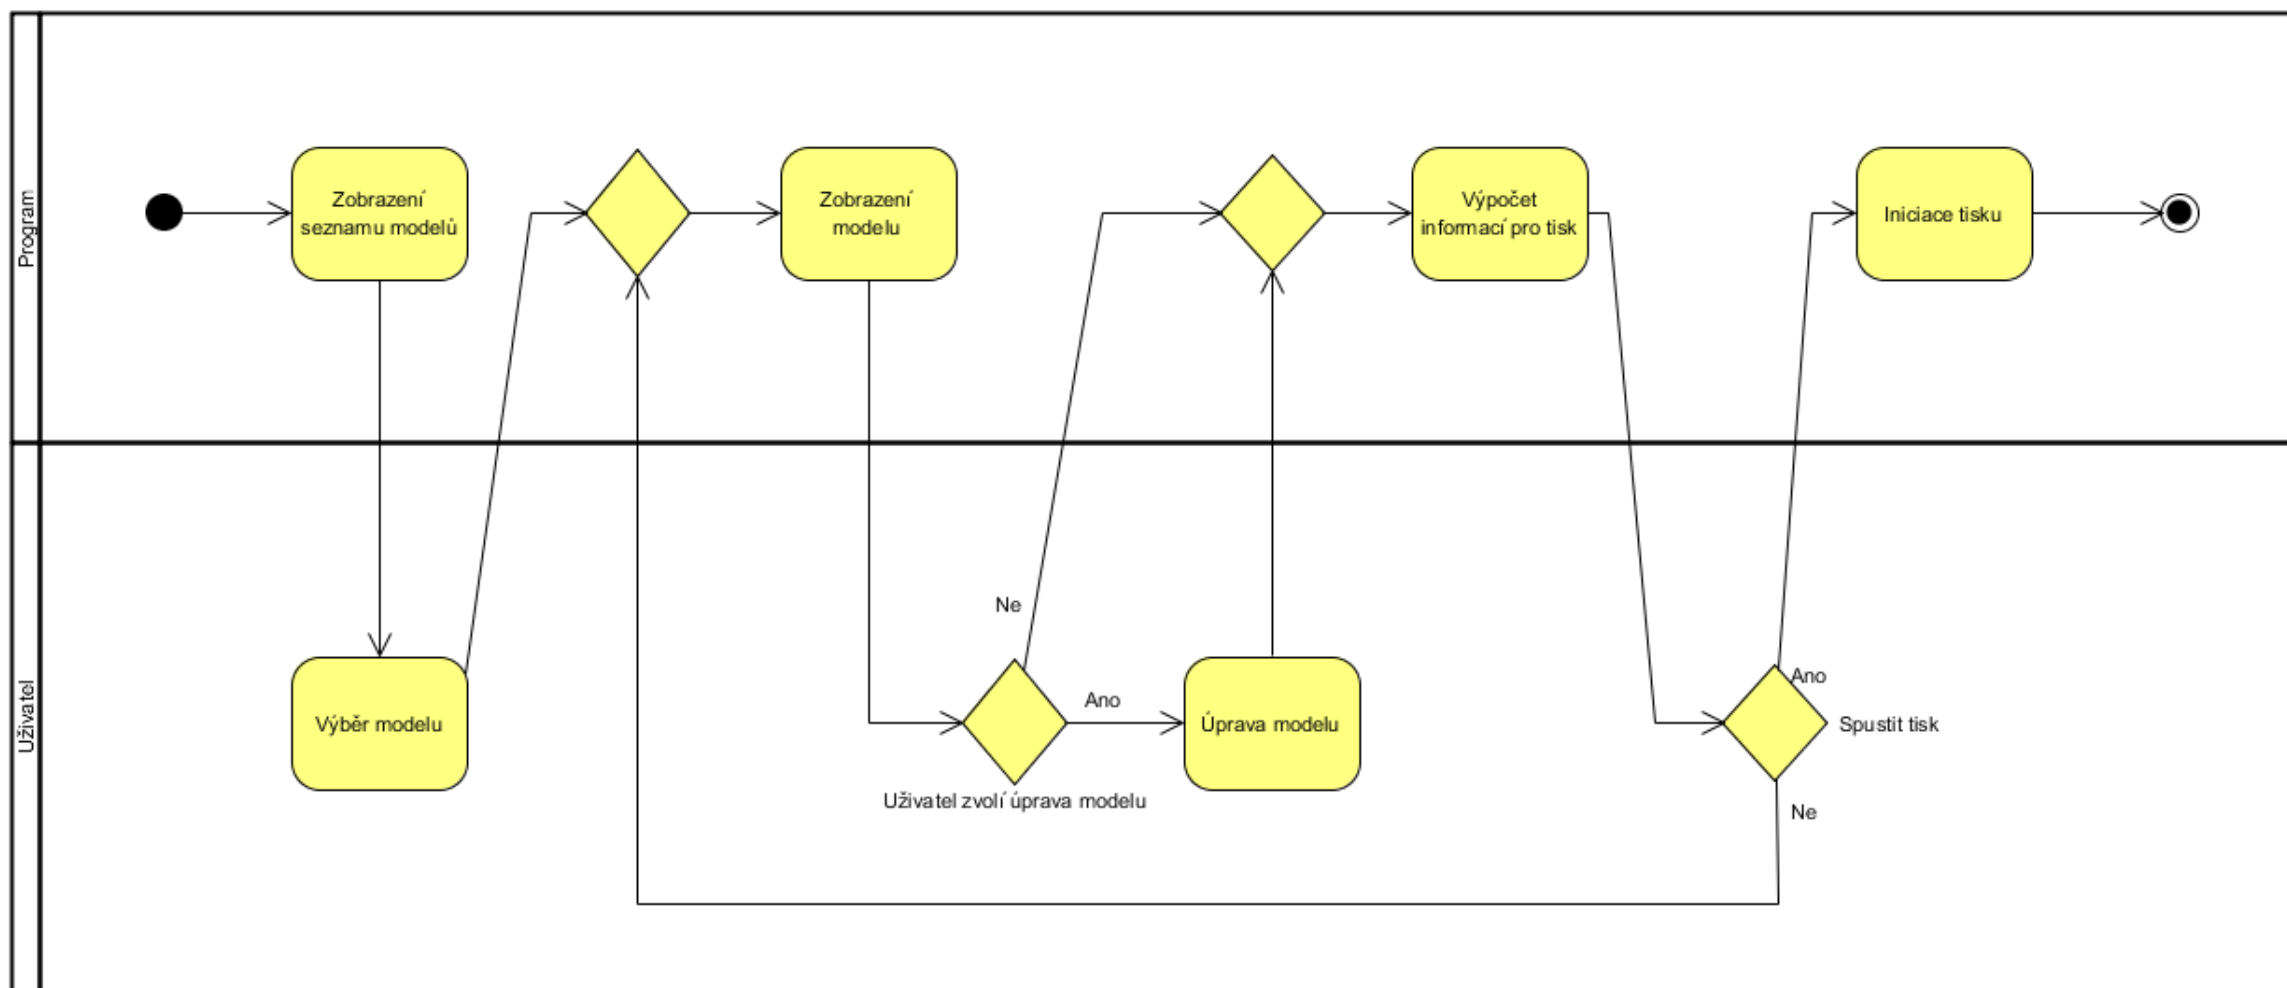 Program
Zobrazení
seznamu modelů
Zobrazení
modelu
Výpočet
informací pro tisk
Iniciace tisku
Uživatel
Výběr modelu
Ne
Uživatel zvolí úprava modelu
Ano
Úprava modelu
Ano
Spustit tisk
Ne